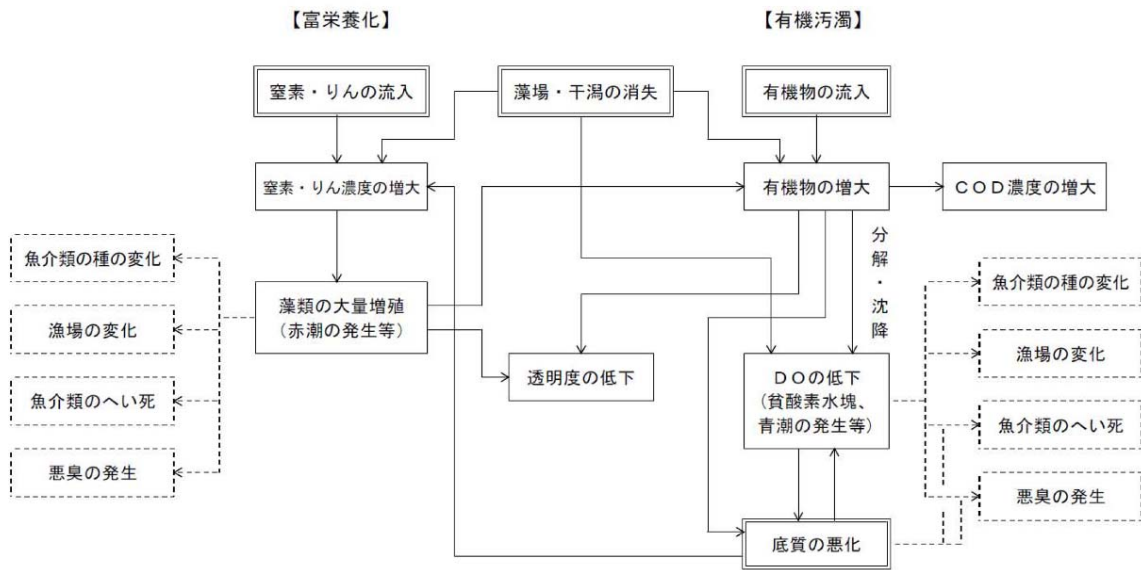 【富栄養化】
【有機汚濁】
窒素・りんの流入
藻場・干潟の消失
有機物の流入
窒素・りん濃度の増大
有機物の増大
COD濃度の増大
分解・沈降
魚介類の種の変化
漁場の変化
魚介類のへい死
悪臭の発生
藻類の大量増殖
(赤潮の発生等)
透明度の低下
DOの低下
(貧酸素水塊、
青潮の発生等)
魚介類の種の変化
漁場の変化
魚介類のへい死
悪臭の発生
底質の悪化